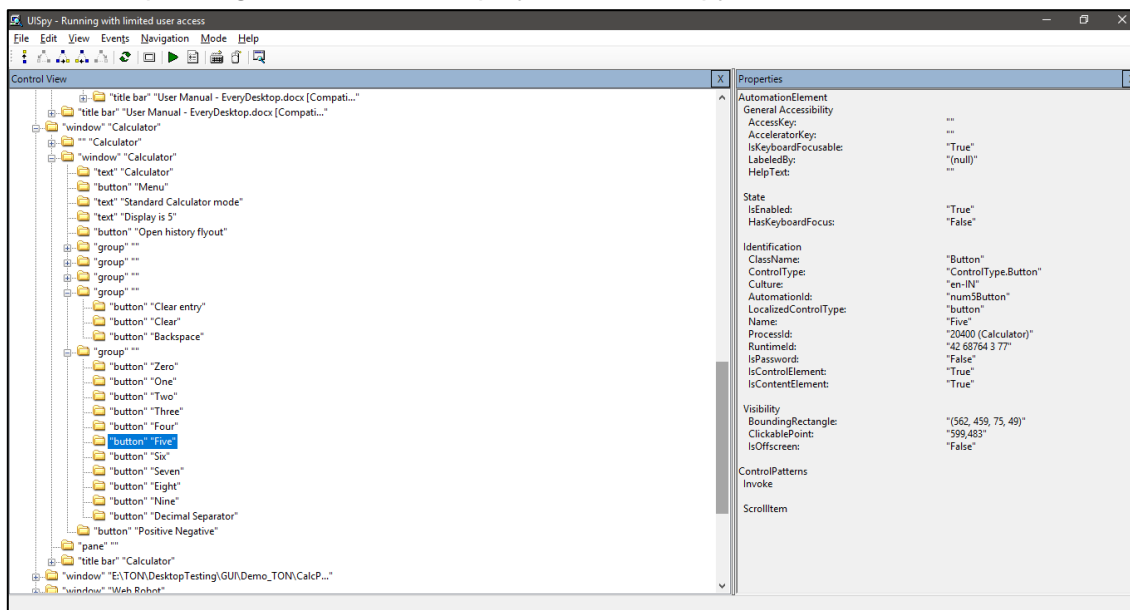 UISpy - Running with limited user access
File Edit View Events Navigation Mode Help
Control View X
"title bar" "User Manual - EveryDesktop.docx [Compati..."
"title bar" "User Manual - EveryDesktop.docx [Compati..."
"window" "Calculator"
"" "Calculator"
"window" "Calculator"
"text" "Calculator"
"button" "Menu"
"text" "Standard Calculator mode"
"text" "Display is 5"
"button" "Open history flyout"
"group" ""
"group" ""
"group" ""
"group" ""
"button" "Clear entry"
"button" "Clear"
"button" "Backspace"
"group" ""
"button" "Zero"
"button" "One"
"button" "Two"
"button" "Three"
"button" "Four"
"button" "Five"
"button" "Six"
"button" "Seven"
"button" "Eight"
"button" "Nine"
"button" "Decimal Separator"
"button" "Positive Negative"
"pane" ""
"title bar" "Calculator"
"window" "E:\TON\DesktopTesting\GUI\Demo_TON\CalcP..."
"window" "Web Robot"
Properties
AutomationElement
General Accessibility
AccessKey: ""
AcceleratorKey: ""
IsKeyboardFocusable: "True"
LabeledBy: "(null)"
HelpText: ""
State
IsEnabled: "True"
HasKeyboardFocus: "False"
Identification
ClassName: "Button"
ControlType: "ControlType.Button"
Culture: "en-IN"
AutomationId: "num5Button"
LocalizedControlType: "button"
Name: "Five"
ProcessId: "20400 (Calculator)"
RuntimeId: "42 68764 3 77"
IsPassword: "False"
IsControlElement: "True"
IsContentElement: "True"
Visibility
BoundingRectangle: "(562, 459, 75, 49)"
ClickablePoint: "599,483"
IsOffscreen: "False"
ControlPatterns
Invoke
ScrollItem